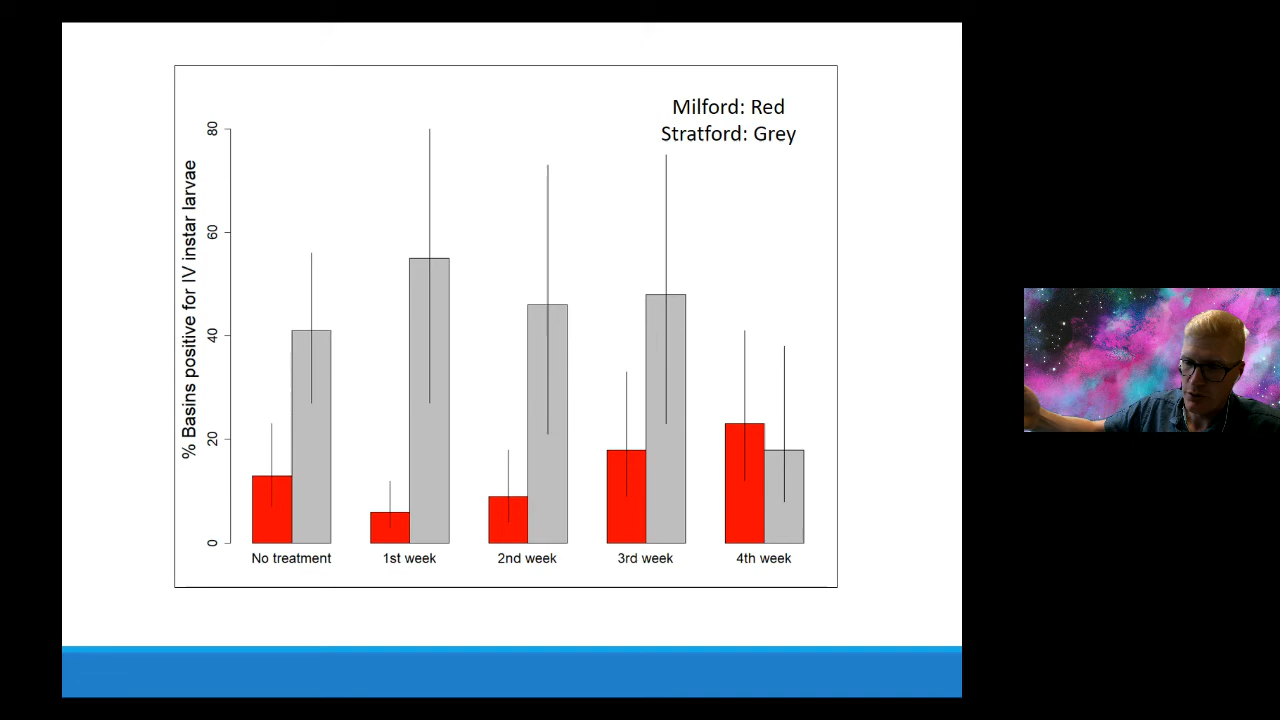 Milford: Red
Stratford: Grey
% Basins positive for IV instar larvae
80
60
40
20
0
No treatment
1st week
2nd week
3rd week
4th week